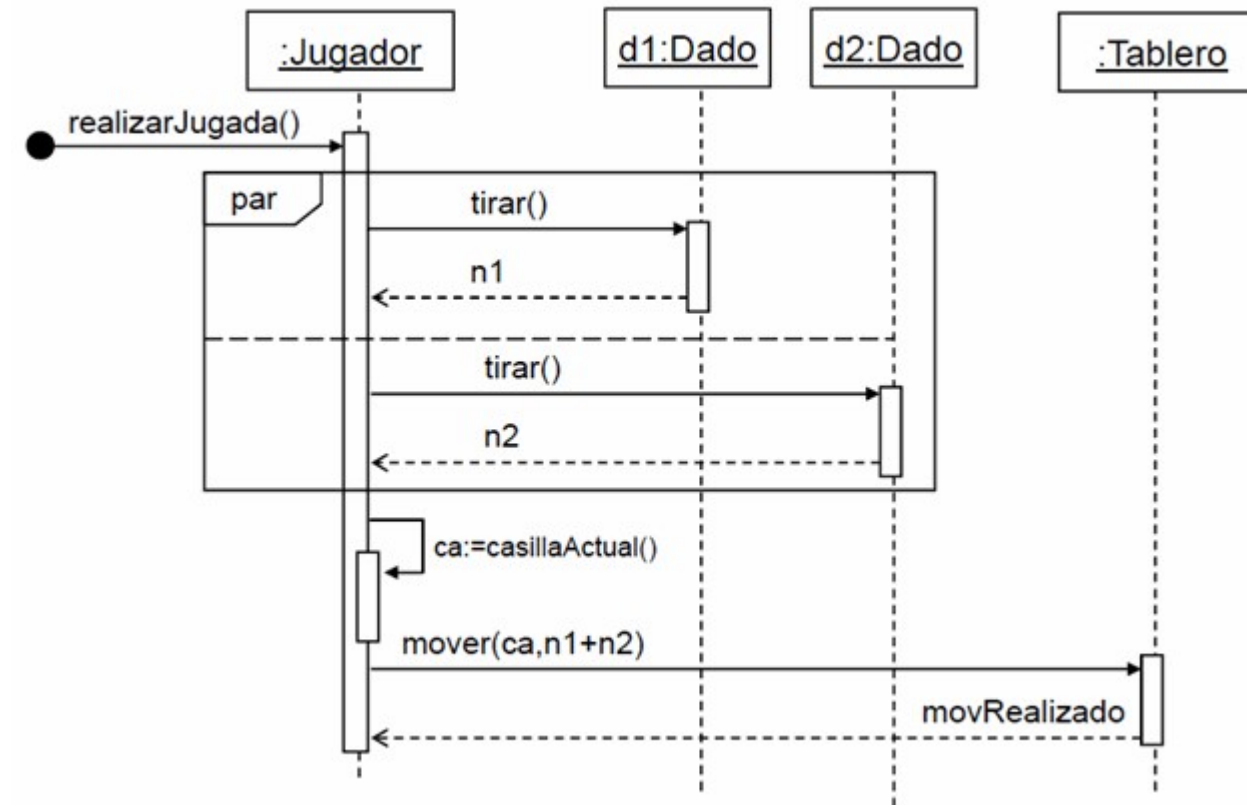 :Jugador
d1:Dado
d2:Dado
:Tablero
realizarJugada()
par
tirar()
n1
tirar()
n2
ca:=casillaActual()
mover(ca,n1+n2)
movRealizado